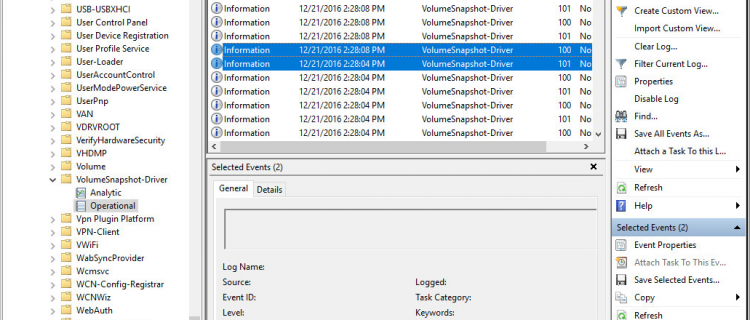 USB-USBXHCI
User Control Panel
User Device Registration
User Profile Service
User-Loader
UserAccountControl
UserModePowerService
UserPnp
VAN
VDRVROOT
VerifyHardwareSecurity
VHDMP
Volume
VolumeSnapshot-Driver
Analytic
Operational
Vpn Plugin Platform
VPN-Client
VWiFi
WabSyncProvider
Wcmsvc
WCN-Config-Registrar
WCNWiz
WebAuth
Information 12/21/2016 2:28:08 PM VolumeSnapshot-Driver 101 No
Information 12/21/2016 2:28:08 PM VolumeSnapshot-Driver 100 No
Information 12/21/2016 2:28:08 PM VolumeSnapshot-Driver 101 No
Information 12/21/2016 2:28:08 PM VolumeSnapshot-Driver 100 No
Information 12/21/2016 2:28:04 PM VolumeSnapshot-Driver 101 No
Information 12/21/2016 2:28:04 PM VolumeSnapshot-Driver 100 No
Information 12/21/2016 2:28:04 PM VolumeSnapshot-Driver 101 No
Information 12/21/2016 2:28:04 PM VolumeSnapshot-Driver 100 No
Information 12/21/2016 2:28:04 PM VolumeSnapshot-Driver 101 No
Information 12/21/2016 2:28:04 PM VolumeSnapshot-Driver 100 No
Selected Events (2)
General Details
Log Name:
Source: Logged:
Event ID: Task Category:
Level: Keywords:
Create Custom View...
Import Custom View...
Clear Log...
Filter Current Log...
Properties
Disable Log
Find...
Save All Events As...
Attach a Task To this L...
View
Refresh
Help
Selected Events (2)
Event Properties
Attach Task To This Ev...
Save Selected Events...
Copy
Refresh